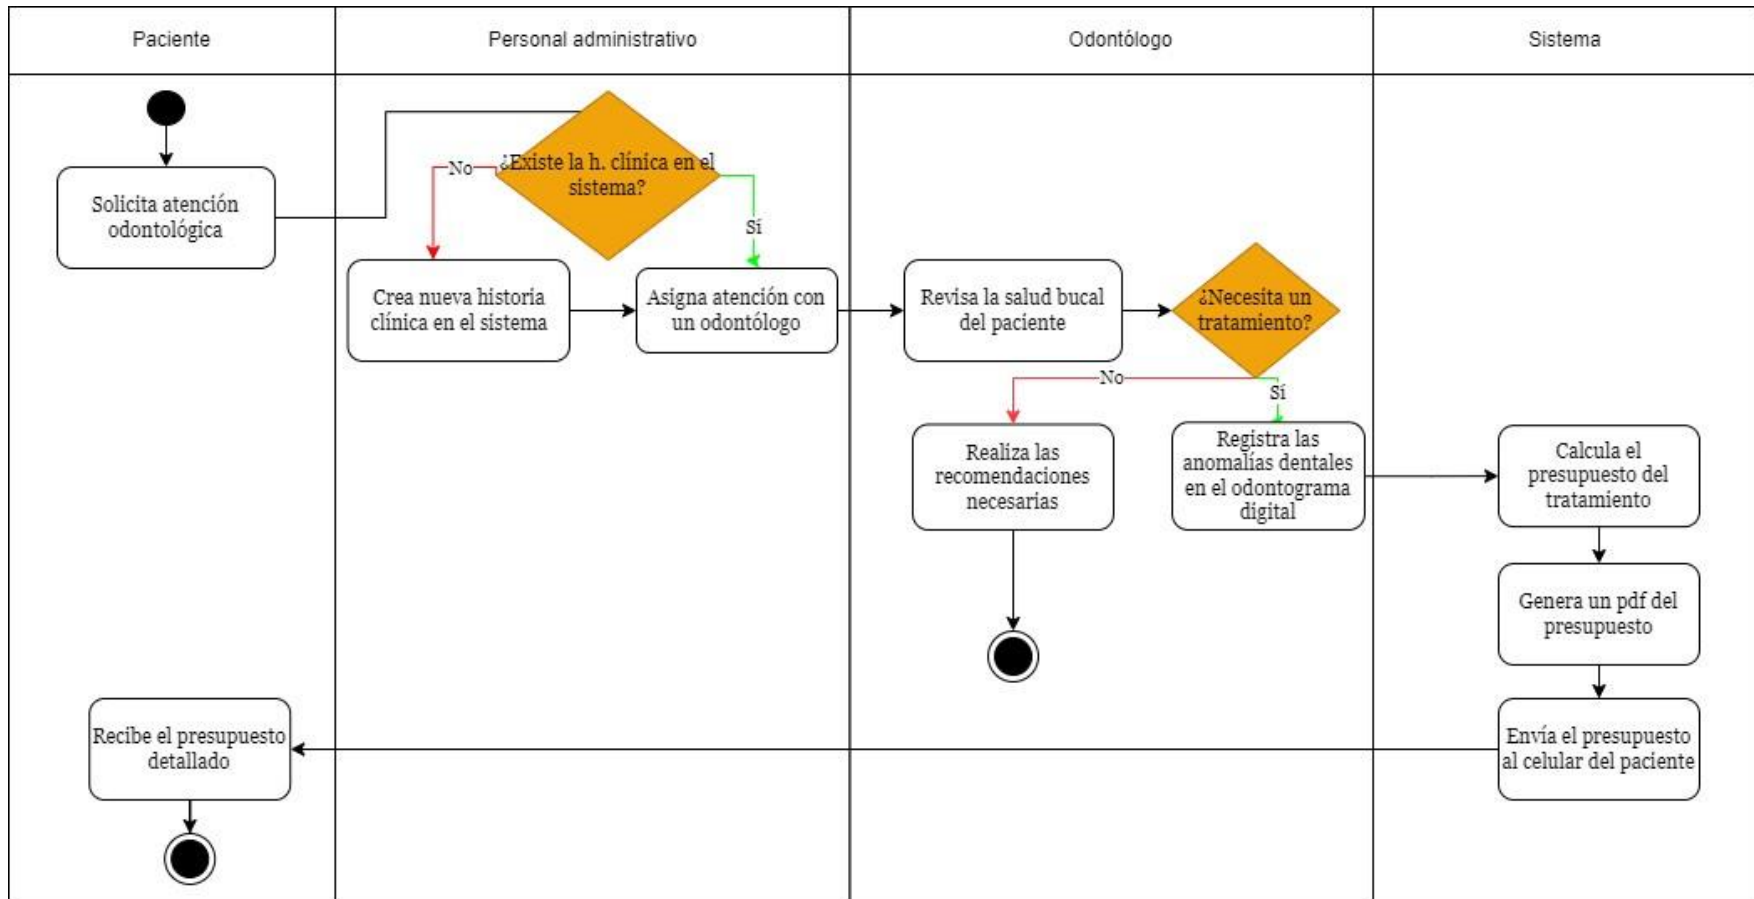 Paciente
Personal administrativo
Odontólogo
Sistema
Solicita atención
odontológica
¿Existe la h. clínica en el
sistema?
No
Sí
Crea nueva historia
clínica en el sistema
Asigna atención con
un odontólogo
Revisa la salud bucal
del paciente
¿Necesita un
tratamiento?
No
Sí
Realiza las
recomendaciones
necesarias
Registra las
anomalías dentales
en el odontograma
digital
Calcula el
presupuesto del
tratamiento
Genera un pdf del
presupuesto
Envía el presupuesto
al celular del paciente
Recibe el presupuesto
detallado